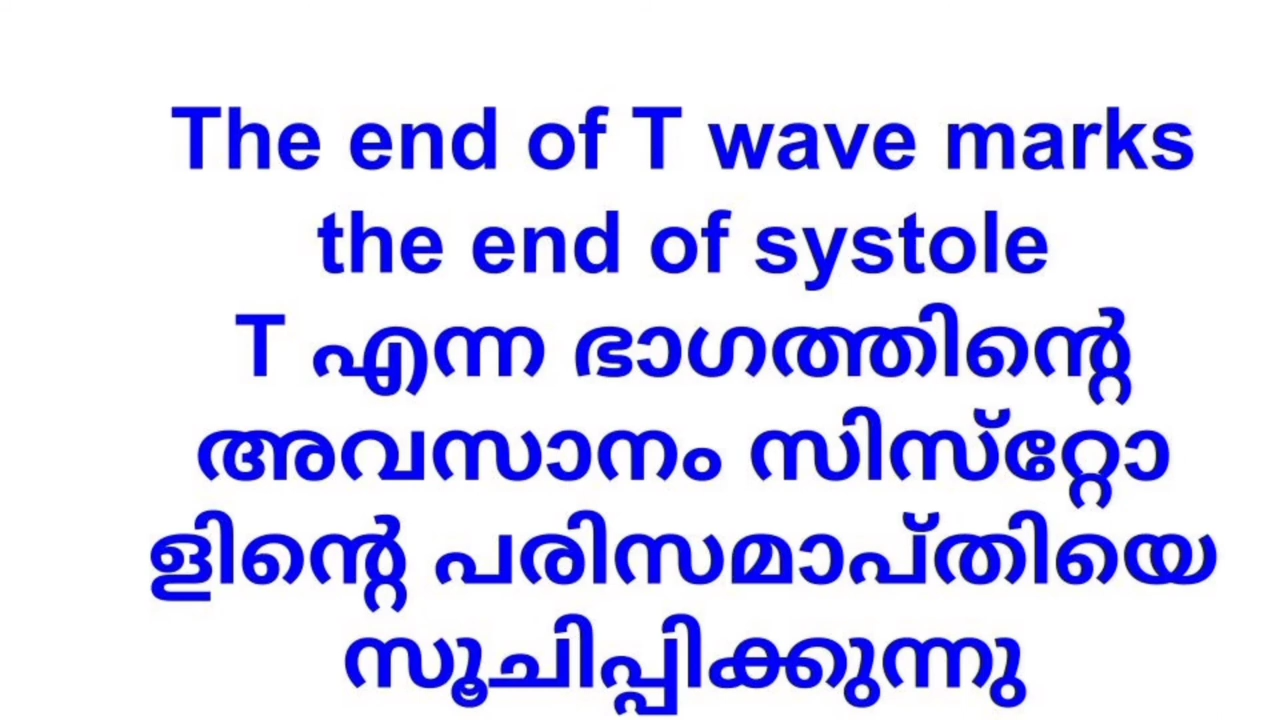 The end of T wave marks
the end of systole
T എന്ന ഭാഗത്തിന്റെ
അവസാനം സിസ്റ്റോ
ളിന്റെ പരിസമാപ്തിയെ
സൂചിപ്പിക്കുന്നു